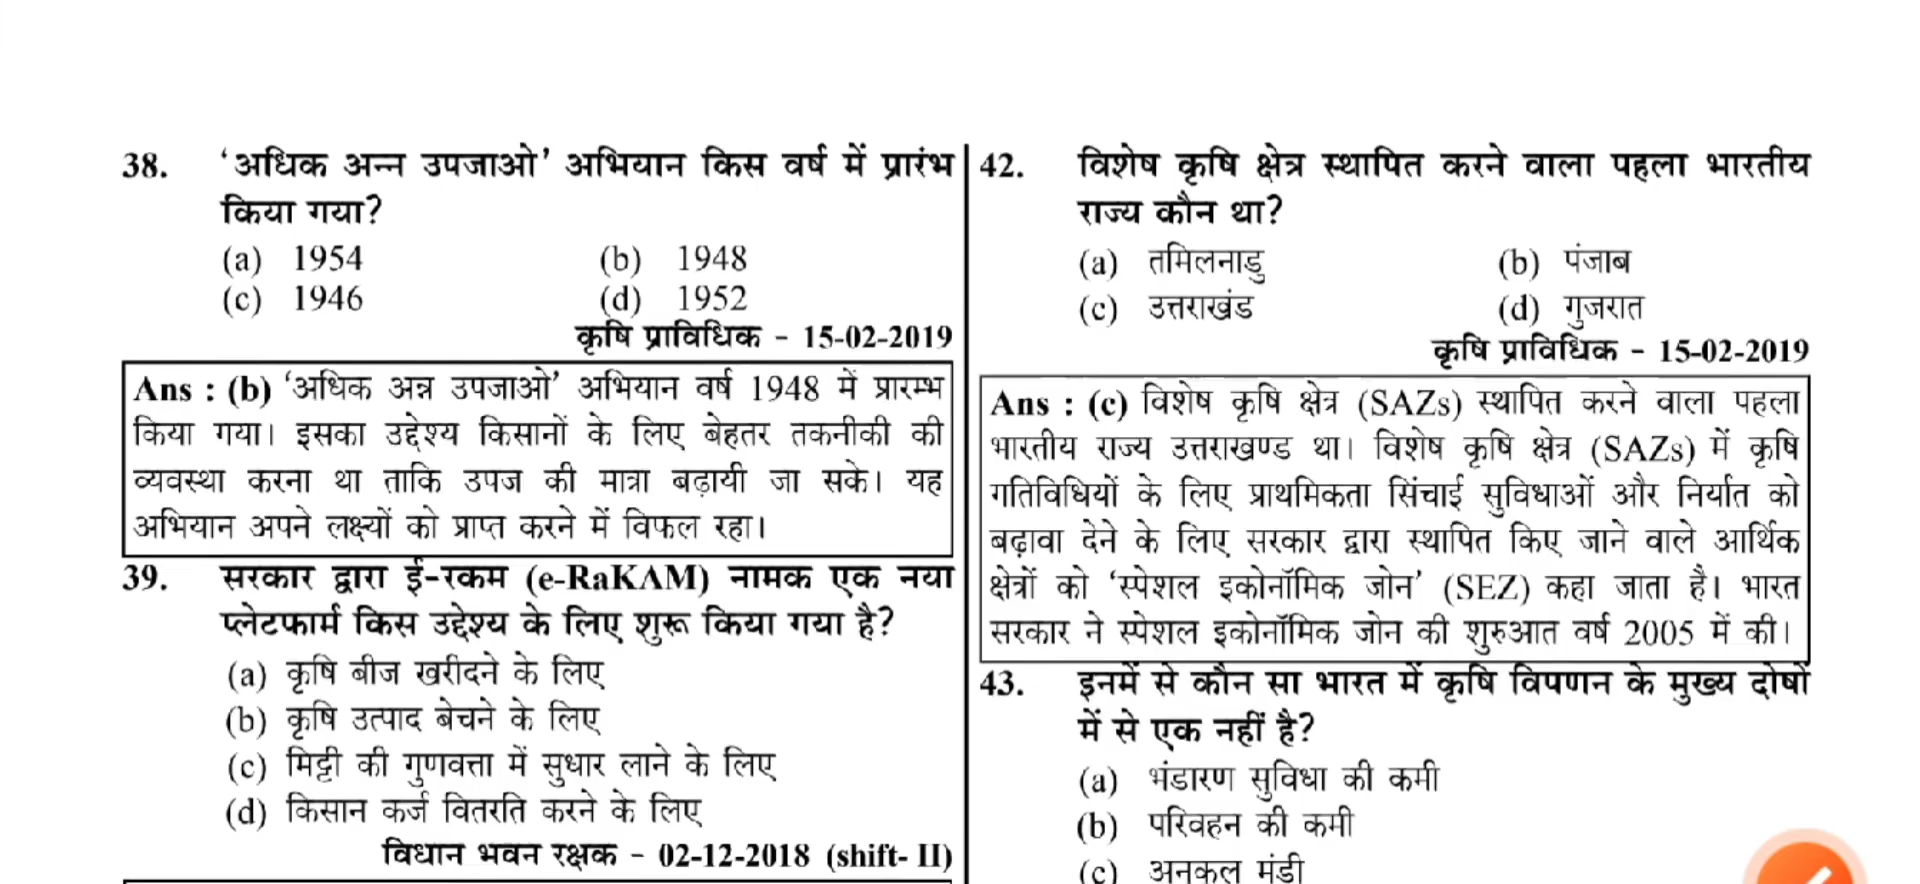 38. ‘अधिक अन्न उपजाओ’ अभियान किस वर्ष में प्रारंभ
किया गया?
(a) 1954 (b) 1948
(c) 1946 (d) 1952
कृषि प्राविधिक - 15-02-2019
Ans : (b) ‘अधिक अन्न उपजाओ’ अभियान वर्ष 1948 में प्रारम्भ
किया गया। इसका उद्देश्य किसानों के लिए बेहतर तकनीकी की
व्यवस्था करना था ताकि उपज की मात्रा बढ़ायी जा सके। यह
अभियान अपने लक्ष्यों को प्राप्त करने में विफल रहा।
39. सरकार द्वारा ई-रकम (e-RaKAM) नामक एक नया
प्लेटफार्म किस उद्देश्य के लिए शुरू किया गया है?
(a) कृषि बीज खरीदने के लिए
(b) कृषि उत्पाद बेचने के लिए
(c) मिट्टी की गुणवत्ता में सुधार लाने के लिए
(d) किसान कर्ज वितरति करने के लिए
विधान भवन रक्षक - 02-12-2018 (shift- II)
42. विशेष कृषि क्षेत्र स्थापित करने वाला पहला भारतीय
राज्य कौन था?
(a) तमिलनाडु (b) पंजाब
(c) उत्तराखंड (d) गुजरात
कृषि प्राविधिक - 15-02-2019
Ans : (c) विशेष कृषि क्षेत्र (SAZs) स्थापित करने वाला पहला
भारतीय राज्य उत्तराखण्ड था। विशेष कृषि क्षेत्र (SAZs) में कृषि
गतिविधियों के लिए प्राथमिकता सिंचाई सुविधाओं और निर्यात को
बढ़ावा देने के लिए सरकार द्वारा स्थापित किए जाने वाले आर्थिक
क्षेत्रों को ‘स्पेशल इकोनॉमिक जोन’ (SEZ) कहा जाता है। भारत
सरकार ने स्पेशल इकोनॉमिक जोन की शुरुआत वर्ष 2005 में की।
43. इनमें से कौन सा भारत में कृषि विपणन के मुख्य दोषों
में से एक नहीं है?
(a) भंडारण सुविधा की कमी
(b) परिवहन की कमी
(c) अनुकूल मंडी